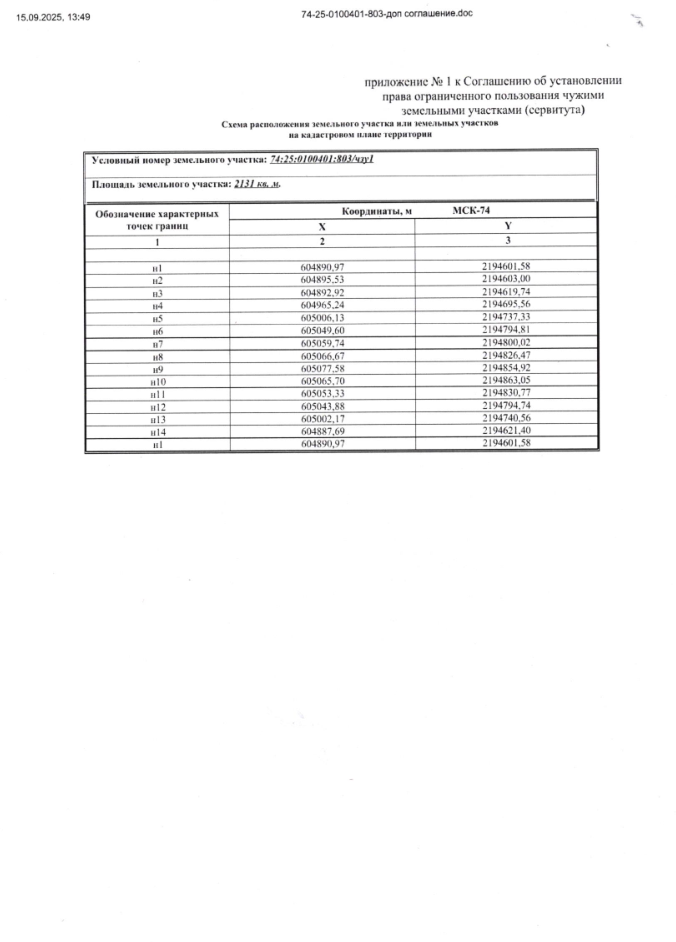 15.09.2025, 13:49
74-25-0100401-803-доп соглашение.doc
приложение № 1 к Соглашению об установлении
права ограниченного пользования чужими
земельными участками (сервитута)
Схема расположения земельного участка или земельных участков
на кадастровом плане территории
Условный номер земельного участка: 74:25:0100401:803/чзу1
Площадь земельного участка: 2131 кв. м.
Обозначение характерных точек границ Координаты, м МСК-74
X Y
1 2 3
н1 604890,97 2194601,58
н2 604895,53 2194603,00
н3 604892,92 2194619,74
н4 604965,24 2194695,56
н5 605006,13 2194737,33
н6 605049,60 2194794,81
н7 605059,74 2194800,02
н8 605066,67 2194826,47
н9 605077,58 2194854,92
н10 605065,70 2194863,05
н11 605053,33 2194830,77
н12 605043,88 2194794,74
н13 605002,17 2194740,56
н14 604887,69 2194621,40
н1 604890,97 2194601,58